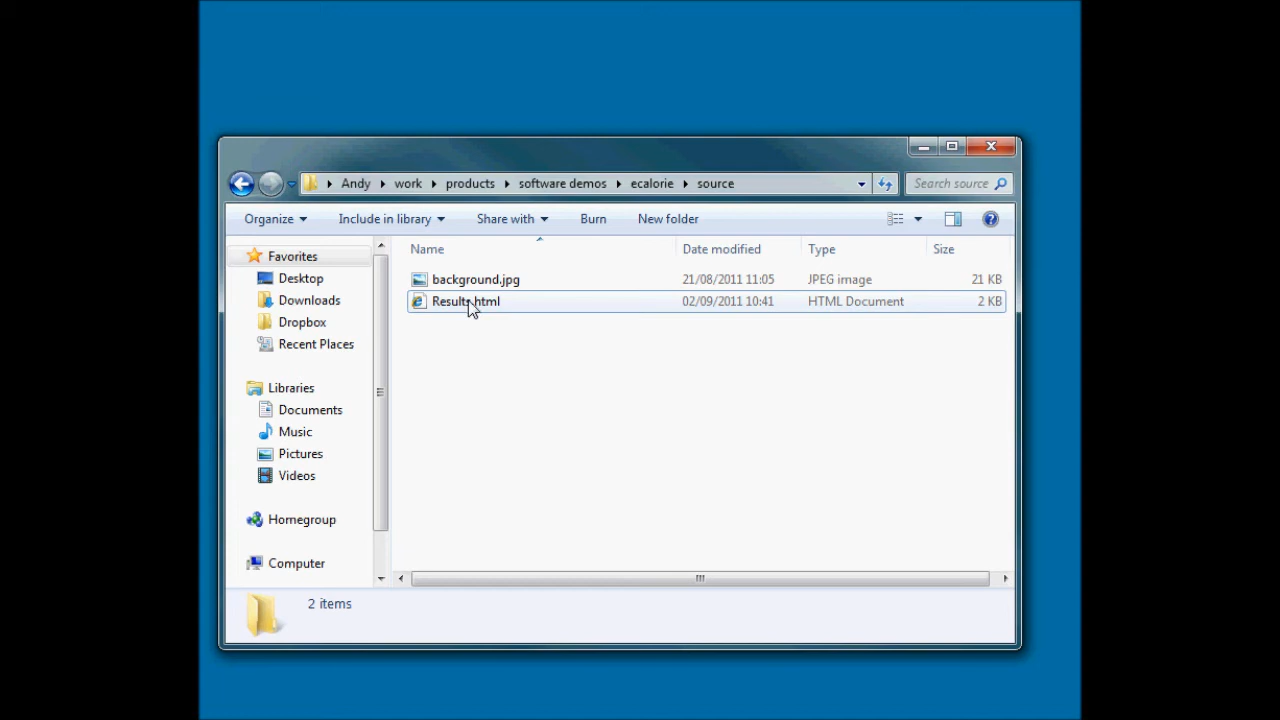 Andy work products software demos ecalorie source Search source
Organize Include in library Share with Burn New folder
Name Date modified Type Size
Favorites
Desktop
Downloads
Dropbox
Recent Places
Libraries
Documents
Music
Pictures
Videos
Homegroup
Computer
background.jpg 21/08/2011 11:05 JPEG image 21 KB
Results.html 02/09/2011 10:41 HTML Document 2 KB
2 items